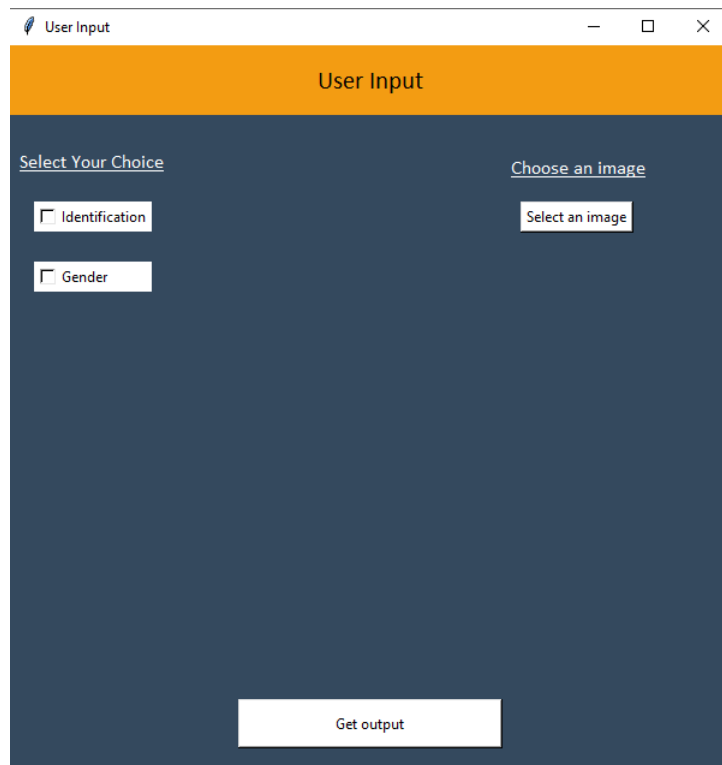 User Input
User Input
Select Your Choice
Choose an image
Identification
Select an image
Gender
Get output